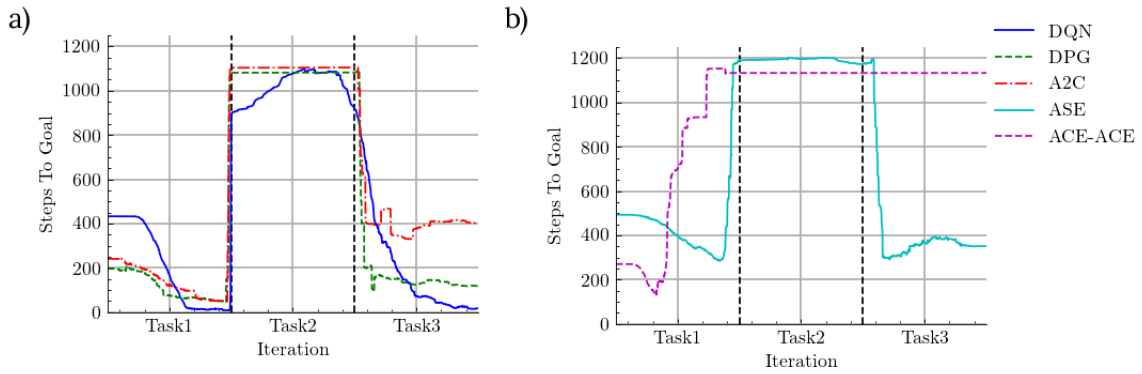 a)
1200
1000
800
600
400
200
0
Steps To Goal
Task1 Task2 Task3
Iteration
b)
1200
1000
800
600
400
200
0
Steps To Goal
Task1 Task2 Task3
Iteration
DQN
DPG
A2C
ASE
ACE-ACE